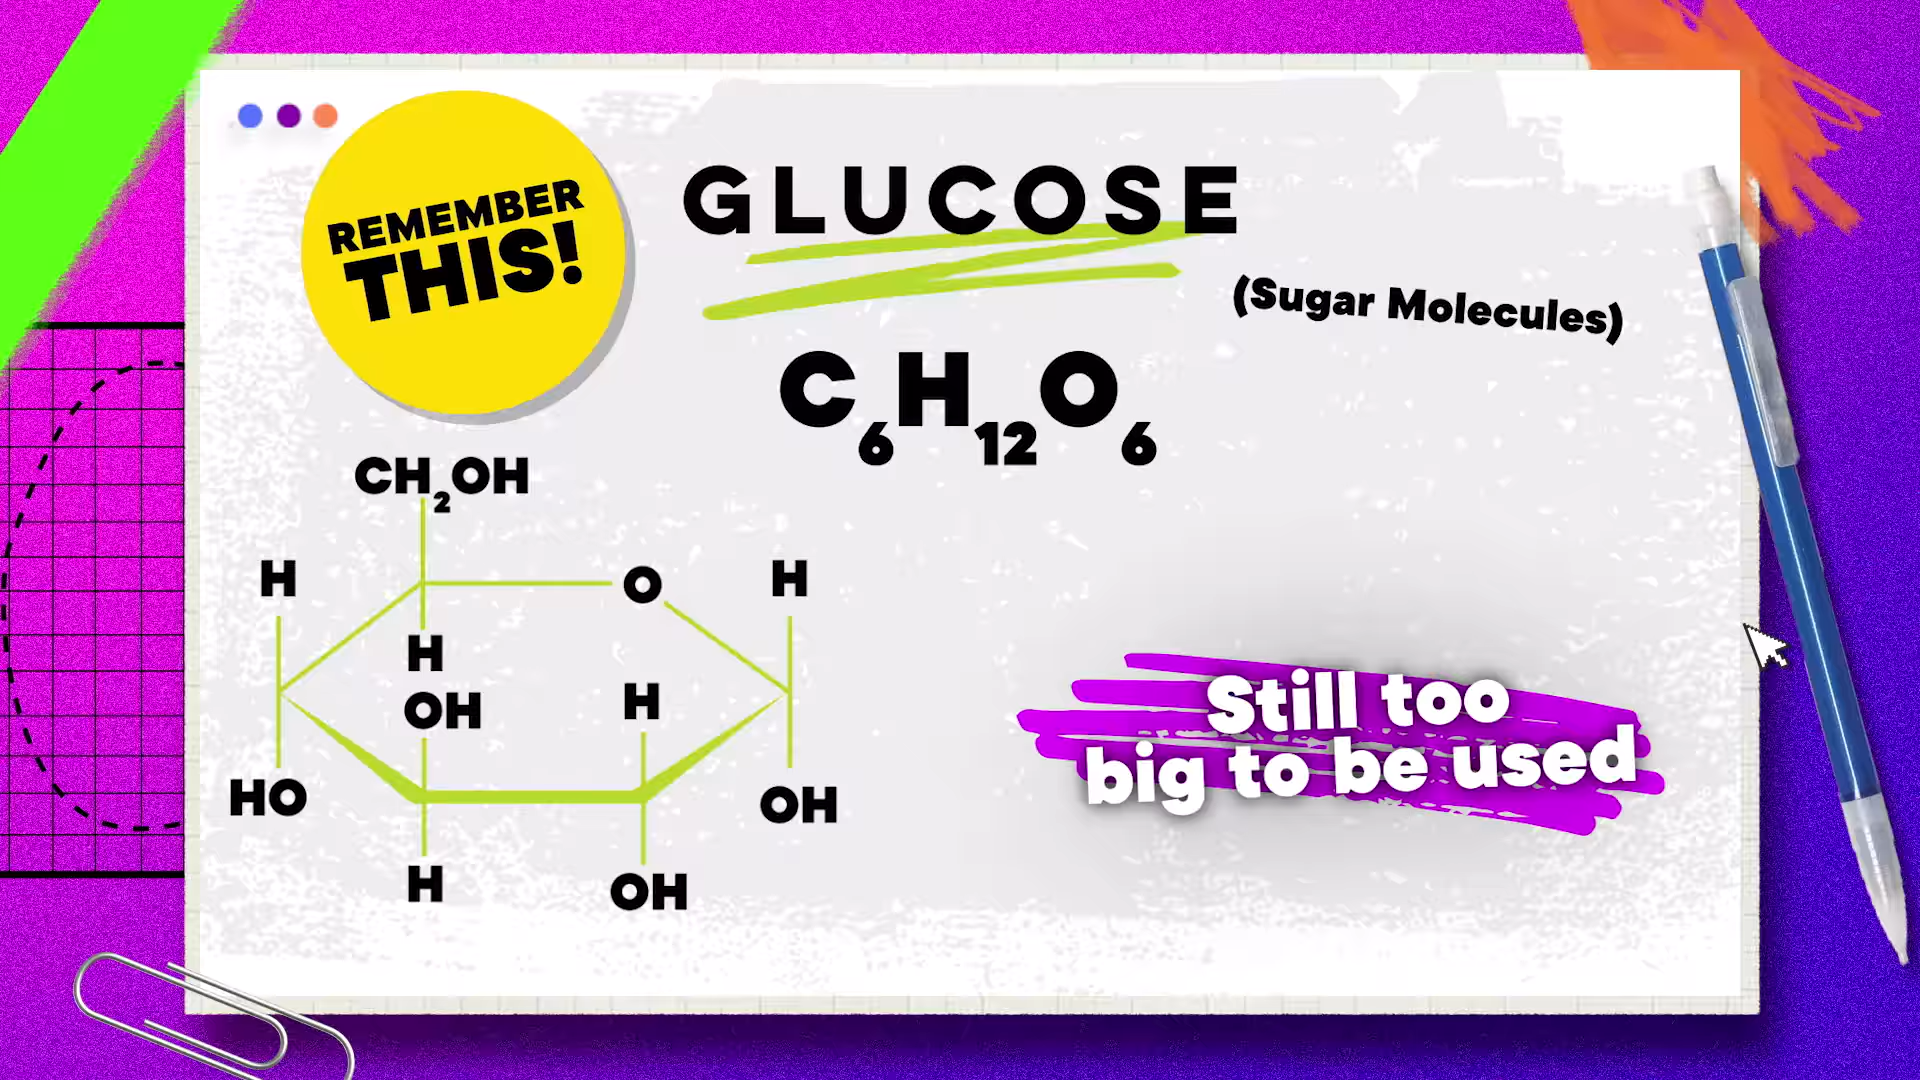 REMEMBER
THIS!
GLUCOSE
(Sugar Molecules)
C₆H₁₂O₆
CH₂OH
H
O
H
H
OH
H
HO
OH
H
OH
Still too
big to be used